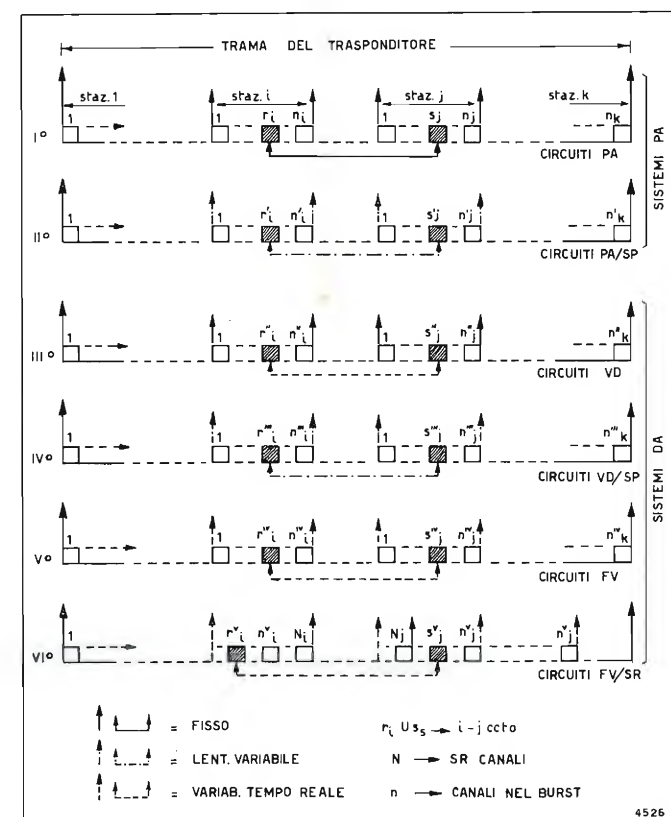 TRAMA DEL TRASPONDITORE
staz. 1 staz. i staz. j staz. k
I° 1 1 ri ni 1 sj nj nk
CIRCUITI PA
II° 1 1 r'i n'i 1 s'j n'j n'k
CIRCUITI PA/SP
SISTEMI PA
III° 1 1 r"i n"i 1 s"j n"j n"k
CIRCUITI VD
IV° 1 1 r'''i n'''i 1 s'''j n'''j n'''k
CIRCUITI VD/SP
V° 1 1 rIVi nIVi 1 sIVj nIVj nIVk
CIRCUITI FV
VI° 1 rVi nVi Ni Nj sVj nVj nVj
CIRCUITI FV/SR
SISTEMI DA
= FISSO ri U ss → i-j ccto
= LENT. VARIABILE N → SR CANALI
= VARIAB. TEMPO REALE n → CANALI NEL BURST
4526